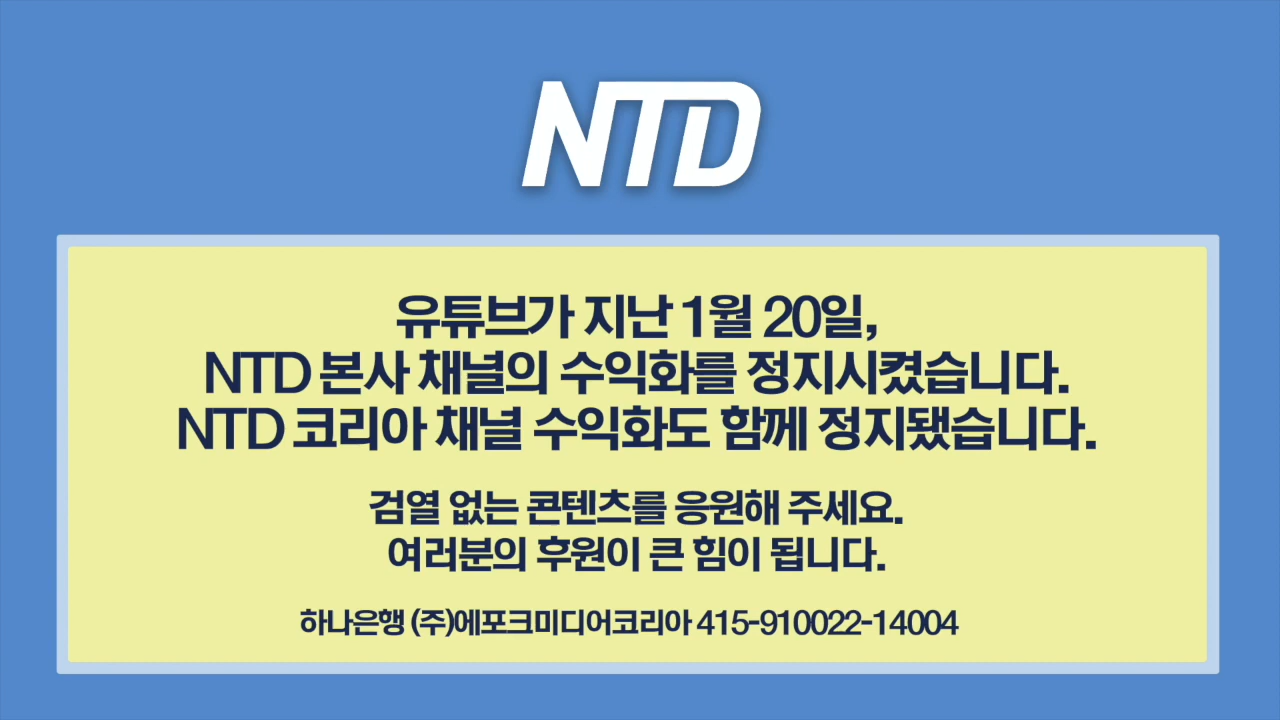 NTD
유튜브가 지난 1월 20일,
NTD 본사 채널의 수익화를 정지시켰습니다.
NTD 코리아 채널 수익화도 함께 정지됐습니다.
검열 없는 콘텐츠를 응원해 주세요.
여러분의 후원이 큰 힘이 됩니다.
하나은행 (주)에포크미디어코리아 415-910022-14004